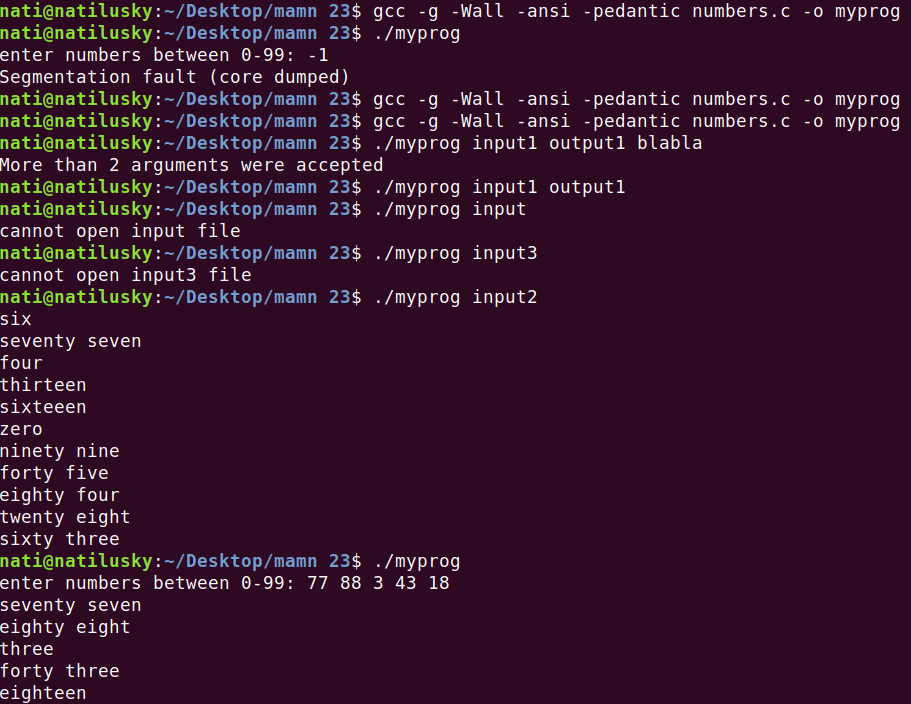 nati@natilusky:~/Desktop/mamn 23$ gcc -g -Wall -ansi -pedantic numbers.c -o myprog
nati@natilusky:~/Desktop/mamn 23$ ./myprog
enter numbers between 0-99: -1
Segmentation fault (core dumped)
nati@natilusky:~/Desktop/mamn 23$ gcc -g -Wall -ansi -pedantic numbers.c -o myprog
nati@natilusky:~/Desktop/mamn 23$ gcc -g -Wall -ansi -pedantic numbers.c -o myprog
nati@natilusky:~/Desktop/mamn 23$ ./myprog input1 output1 blabla
More than 2 arguments were accepted
nati@natilusky:~/Desktop/mamn 23$ ./myprog input1 output1
nati@natilusky:~/Desktop/mamn 23$ ./myprog input
cannot open input file
nati@natilusky:~/Desktop/mamn 23$ ./myprog input3
cannot open input3 file
nati@natilusky:~/Desktop/mamn 23$ ./myprog input2
six
seventy seven
four
thirteen
sixteeen
zero
ninety nine
forty five
eighty four
twenty eight
sixty three
nati@natilusky:~/Desktop/mamn 23$ ./myprog
enter numbers between 0-99: 77 88 3 43 18
seventy seven
eighty eight
three
forty three
eighteen